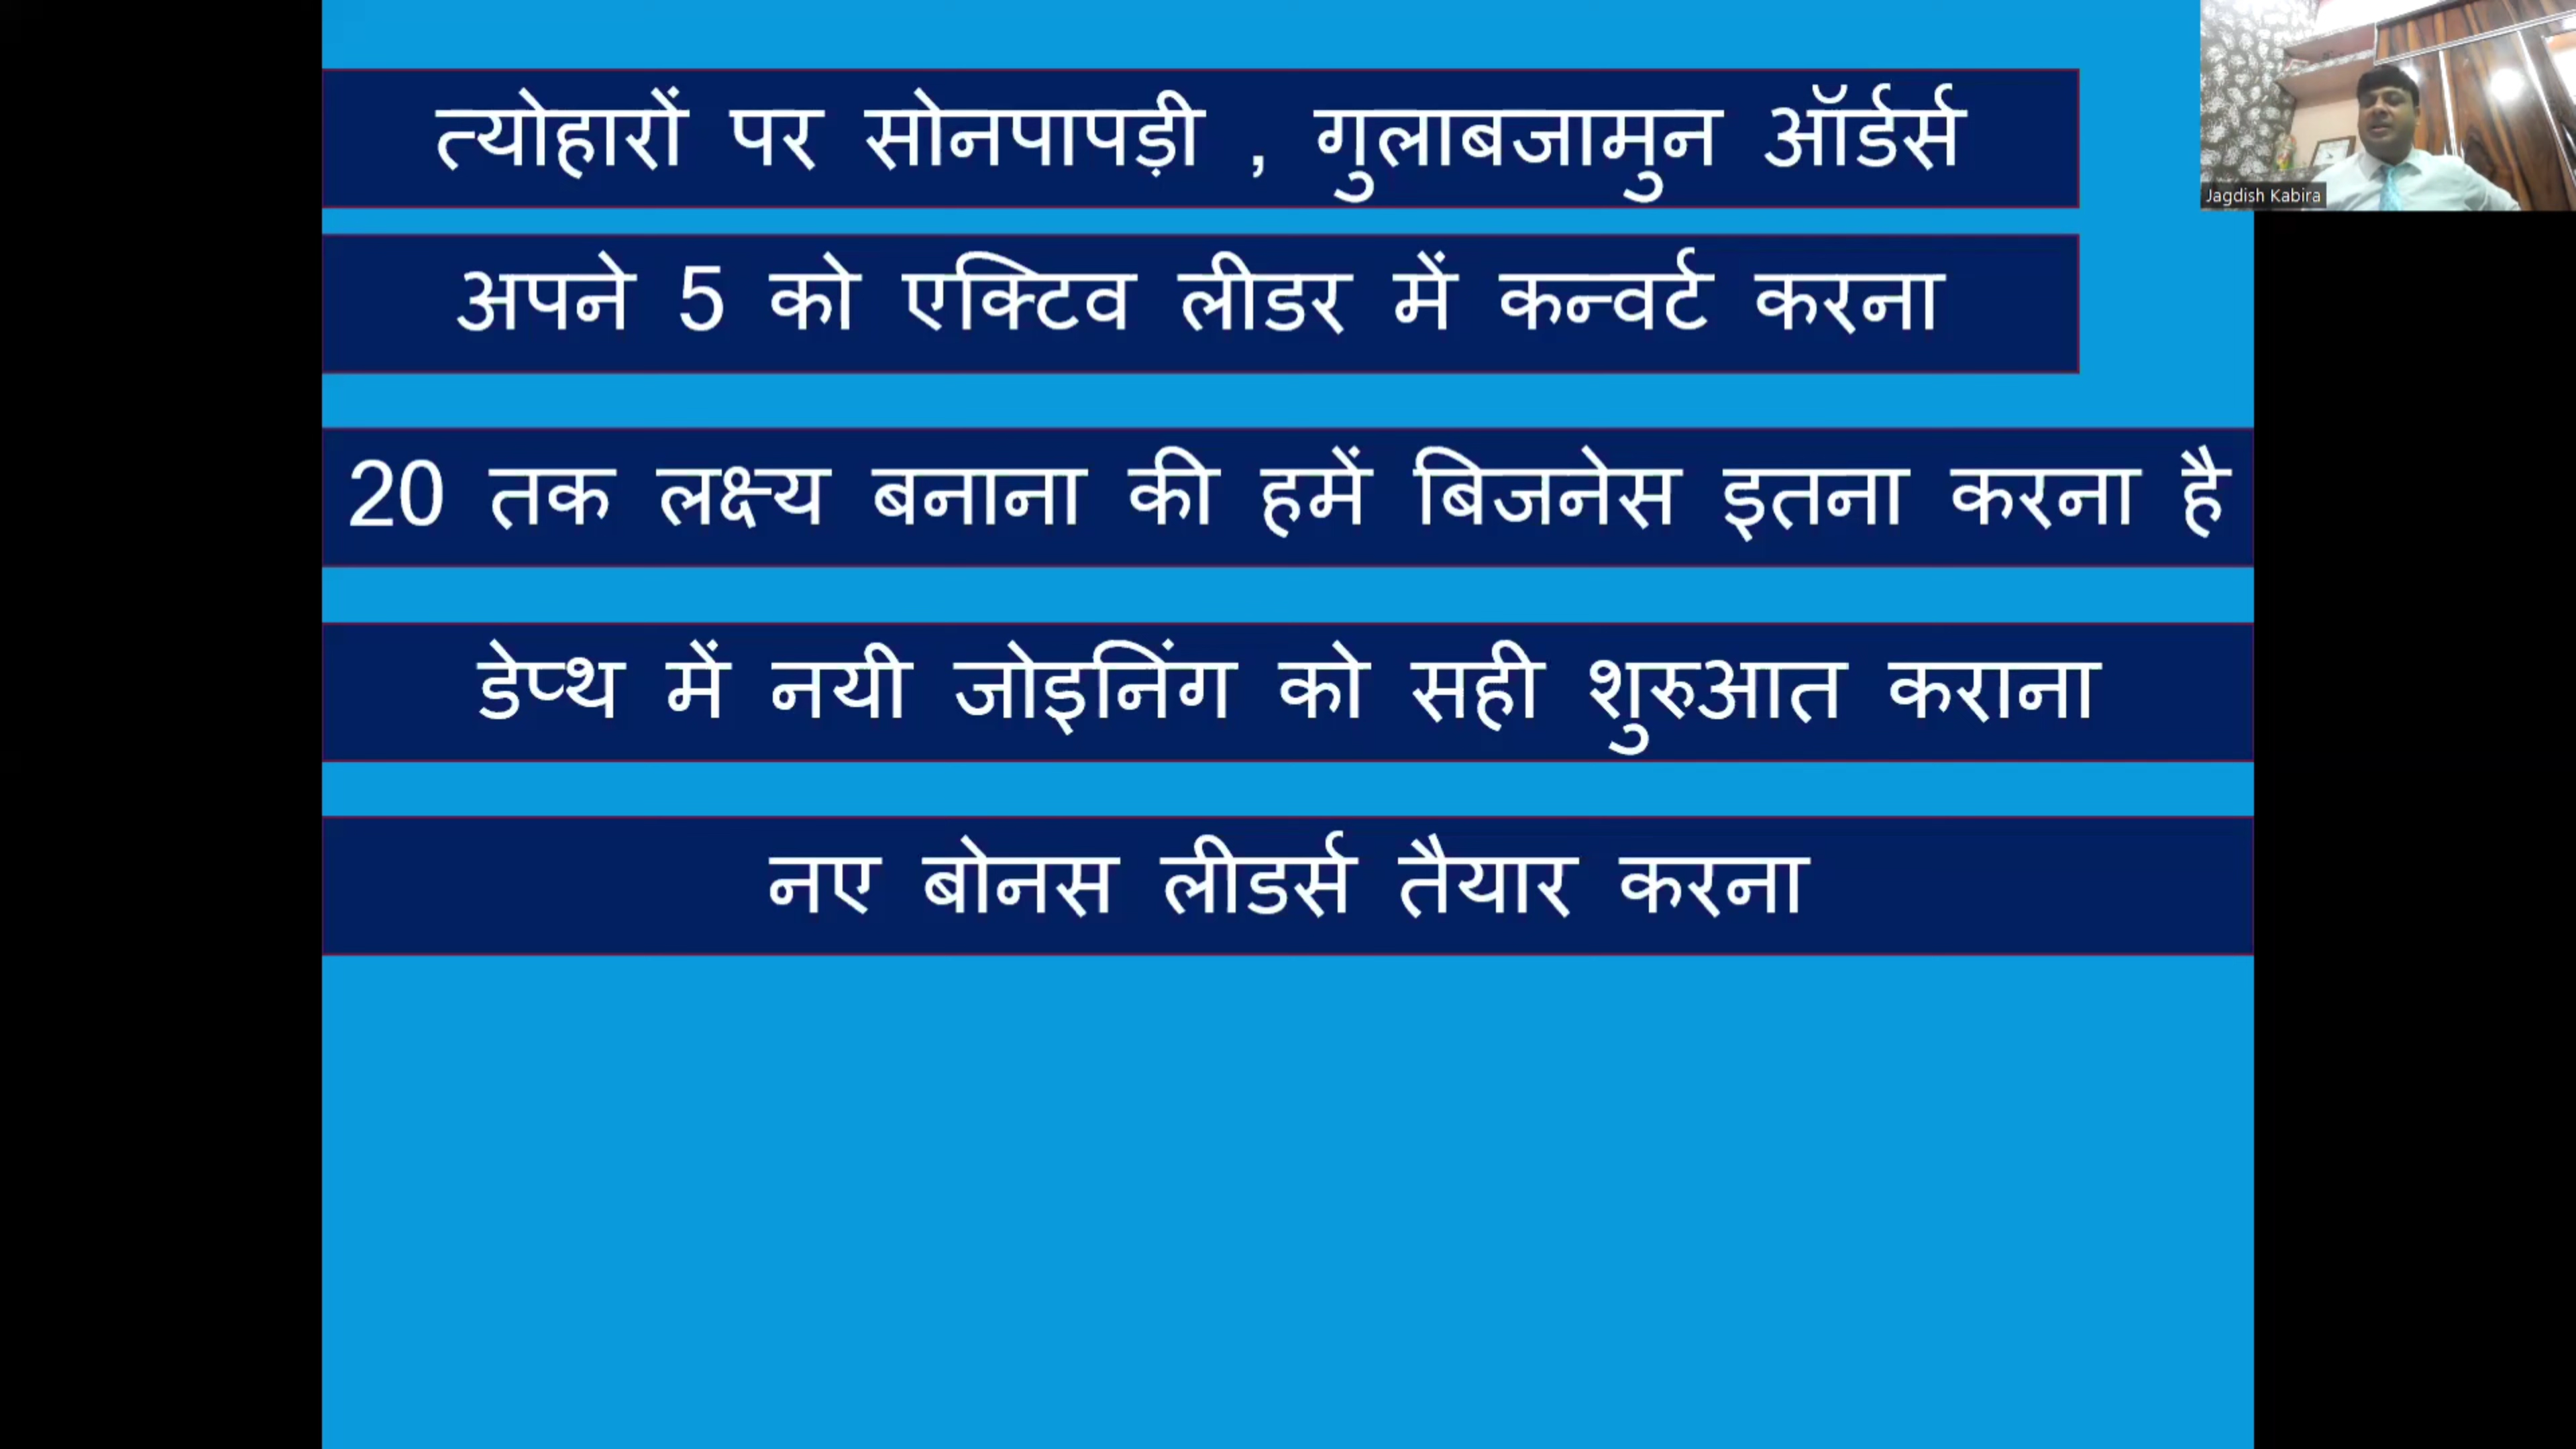 त्योहारों पर सोनपापड़ी , गुलाबजामुन ऑर्डर्स
अपने 5 को एक्टिव लीडर में कन्वर्ट करना
20 तक लक्ष्य बनाना की हमें बिजनेस इतना करना है
डेप्थ में नयी जोइनिंग को सही शुरुआत कराना
नए बोनस लीडर्स तैयार करना
Jagdish Kabira